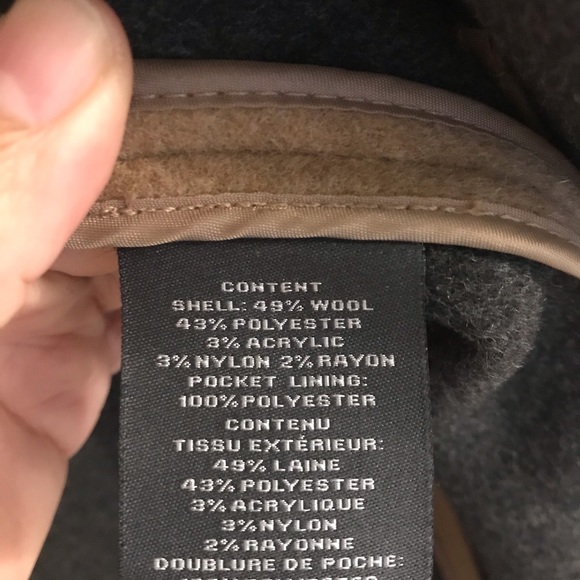 CONTENT
SHELL: 49% WOOL
43% POLYESTER
3% ACRYLIC
3% NYLON 2% RAYON
POCKET LINING:
100% POLYESTER
CONTENU
TISSU EXTÉRIEUR:
49% LAINE
43% POLYESTER
3% ACRYLIQUE
3% NYLON
2% RAYONNE
DOUBLURE DE POCHE: